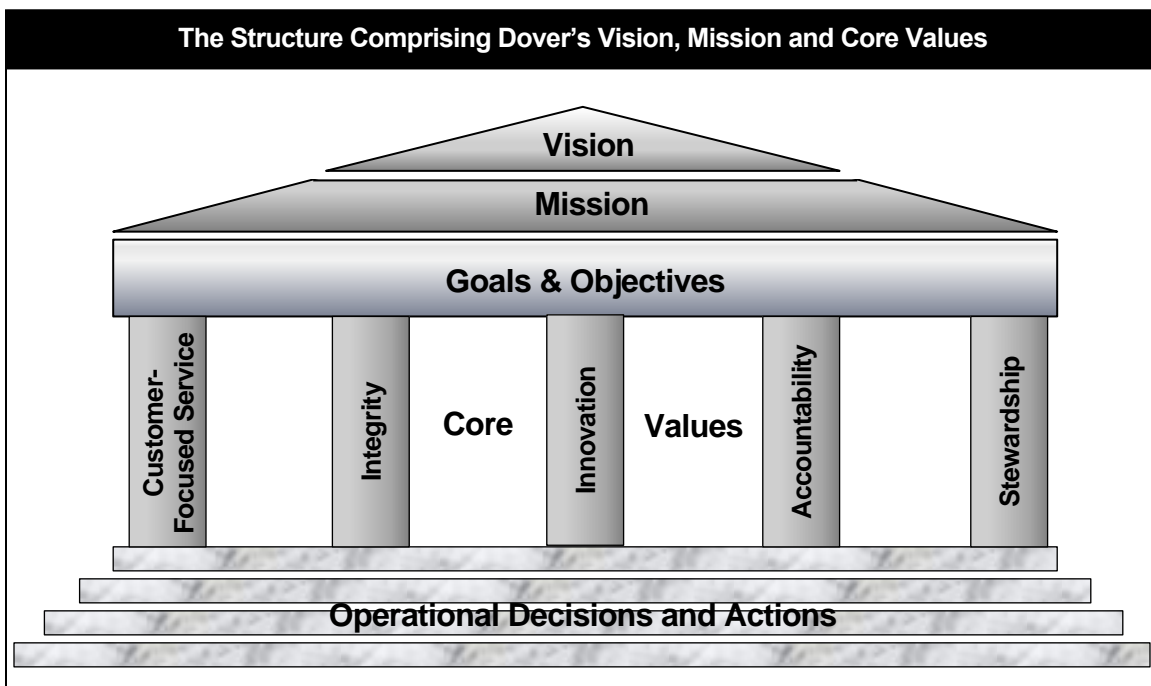 The Structure Comprising Dover's Vision, Mission and Core Values
Vision
Mission
Goals & Objectives
Customer-
Focused Service
Integrity
Core
Innovation
Values
Accountability
Stewardship
Operational Decisions and Actions